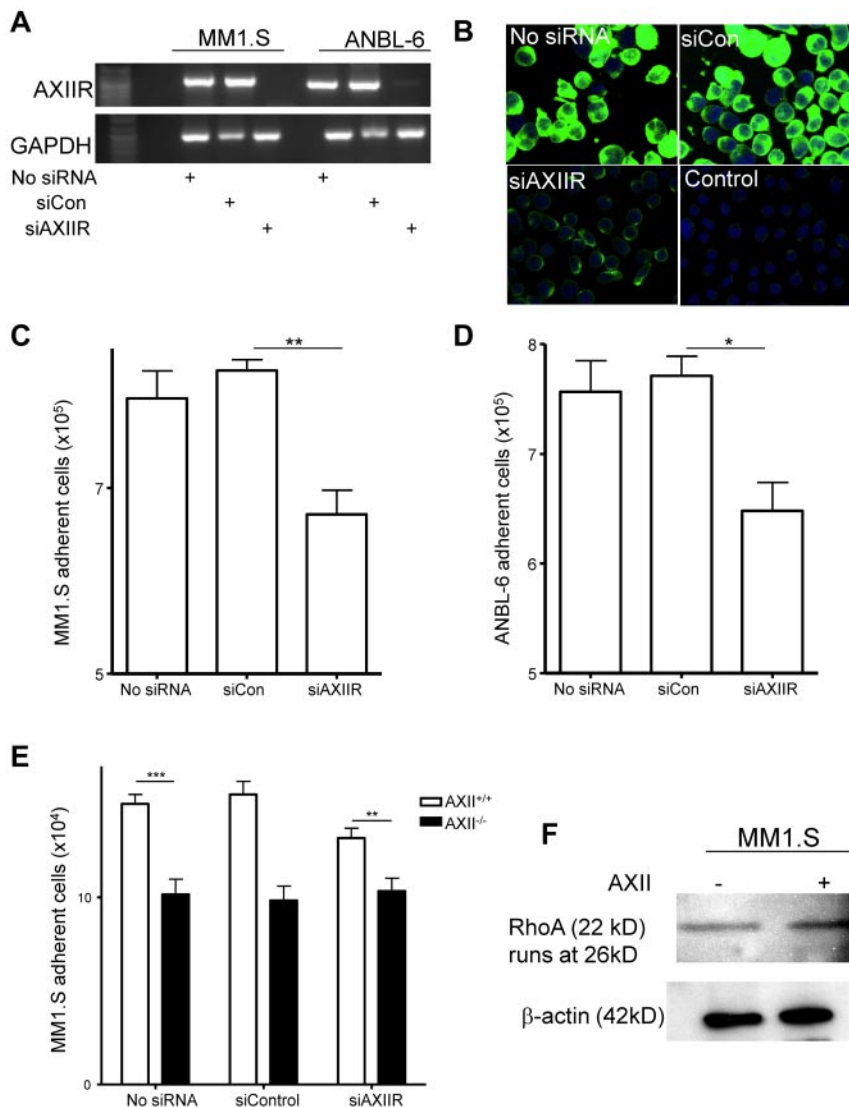 A
MM1.S ANBL-6
AXIIR
GAPDH
No siRNA + +
siCon + +
siAXIIR + +
B
No siRNA siCon
siAXIIR Control
C
**
MM1.S adherent cells (x10⁵)
7
5
No siRNA siCon siAXIIR
D
*
ANBL-6 adherent cells (x10⁵)
8
7
6
5
No siRNA siCon siAXIIR
E
*** **
MM1.S adherent cells (x10⁴)
10
0
No siRNA siControl siAXIIR
AXII⁺/⁺
AXII⁻/⁻
F
MM1.S
AXII - +
RhoA (22 kD)
runs at 26kD
β-actin (42kD)